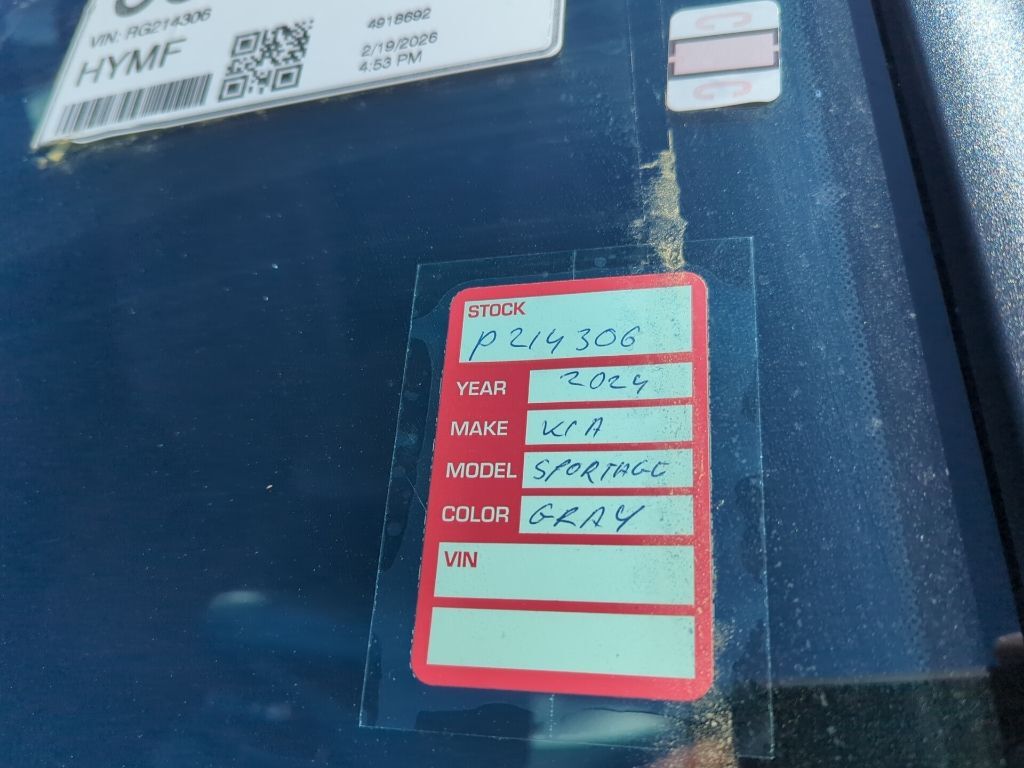 VIN: RG214306
HYMF
4918692
2/19/2026
4:53 PM
STOCK
P214306
YEAR 2024
MAKE KIA
MODEL SPORTAGE
COLOR GRAY
VIN